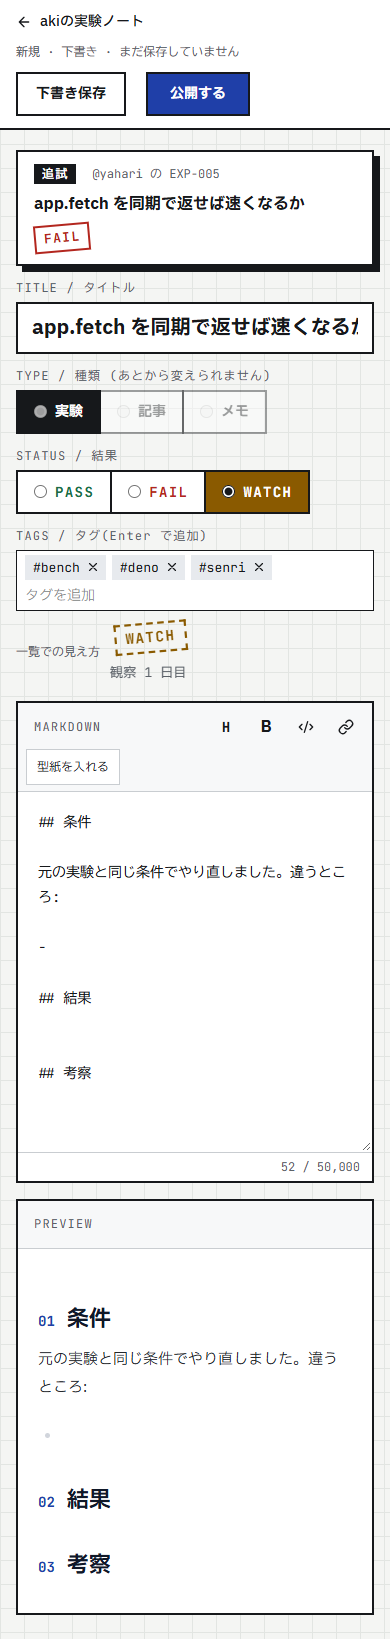 akiの実験ノート
新規 · 下書き · まだ保存していません
下書き保存 公開する
追試 @yahari の EXP-005
app.fetch を同期で返せば速くなるか
FAIL
TITLE / タイトル
app.fetch を同期で返せば速くなるか
TYPE / 種類 (あとから変えられません)
実験 記事 メモ
STATUS / 結果
PASS FAIL WATCH
TAGS / タグ(Enter で追加)
#bench × #deno × #senri ×
タグを追加
一覧での見え方 WATCH
観察 1 日目
MARKDOWN H B
型紙を入れる
## 条件
元の実験と同じ条件でやり直しました。違うとこ
ろ:
-
## 結果
## 考察
52 / 50,000
PREVIEW
01 条件
元の実験と同じ条件でやり直しました。違う
ところ:
02 結果
03 考察